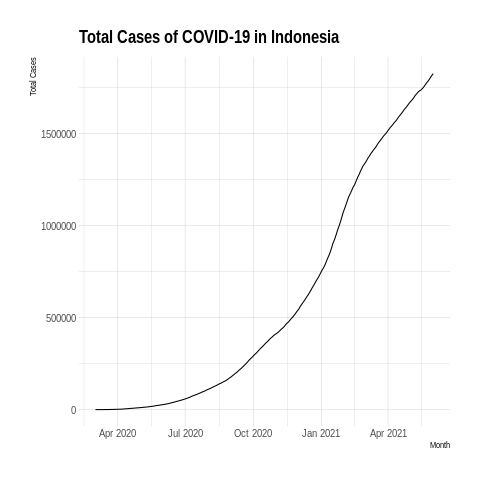 Total Cases of COVID-19 in Indonesia
Total Cases
1500000
1000000
500000
0
Apr 2020 Jul 2020 Oct 2020 Jan 2021 Apr 2021
Month